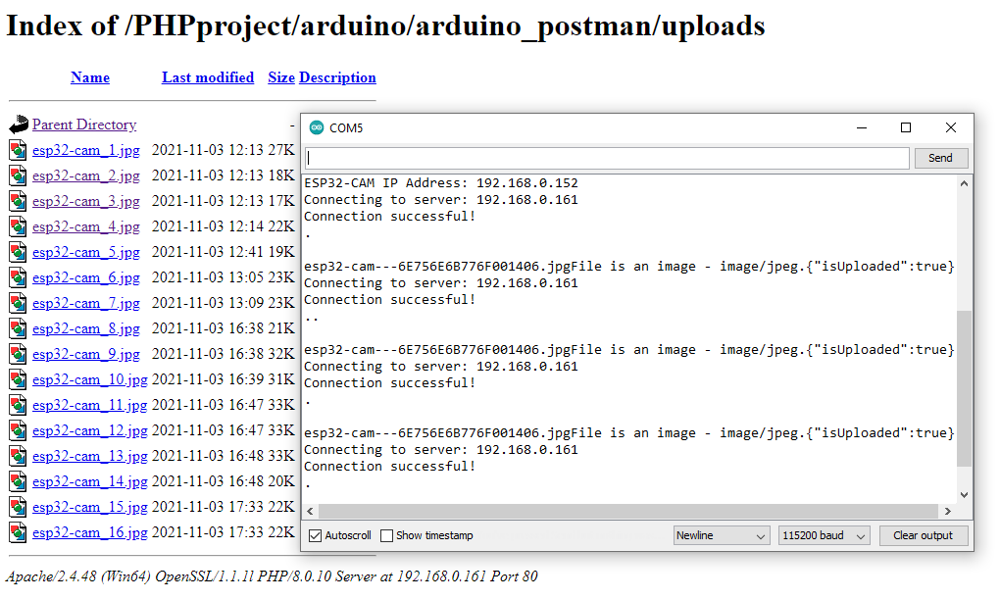 Index of /PHPproject/arduino/arduino_postman/uploads
Name Last modified Size Description
Parent Directory -
esp32-cam_1.jpg 2021-11-03 12:13 27K
esp32-cam_2.jpg 2021-11-03 12:13 18K
esp32-cam_3.jpg 2021-11-03 12:13 17K
esp32-cam_4.jpg 2021-11-03 12:14 22K
esp32-cam_5.jpg 2021-11-03 12:41 19K
esp32-cam_6.jpg 2021-11-03 13:05 23K
esp32-cam_7.jpg 2021-11-03 13:09 23K
esp32-cam_8.jpg 2021-11-03 16:38 21K
esp32-cam_9.jpg 2021-11-03 16:38 32K
esp32-cam_10.jpg 2021-11-03 16:39 31K
esp32-cam_11.jpg 2021-11-03 16:47 33K
esp32-cam_12.jpg 2021-11-03 16:47 33K
esp32-cam_13.jpg 2021-11-03 16:48 33K
esp32-cam_14.jpg 2021-11-03 16:48 20K
esp32-cam_15.jpg 2021-11-03 17:33 22K
esp32-cam_16.jpg 2021-11-03 17:33 22K
Apache/2.4.48 (Win64) OpenSSL/1.1.1l PHP/8.0.10 Server at 192.168.0.161 Port 80
COM5
Send
ESP32-CAM IP Address: 192.168.0.152
Connecting to server: 192.168.0.161
Connection successful!
.
esp32-cam---6E756E6B776F001406.jpgFile is an image - image/jpeg.{"isUploaded":true}
Connecting to server: 192.168.0.161
Connection successful!
..
esp32-cam---6E756E6B776F001406.jpgFile is an image - image/jpeg.{"isUploaded":true}
Connecting to server: 192.168.0.161
Connection successful!
.
esp32-cam---6E756E6B776F001406.jpgFile is an image - image/jpeg.{"isUploaded":true}
Connecting to server: 192.168.0.161
Connection successful!
.
Autoscroll Show timestamp Newline 115200 baud Clear output